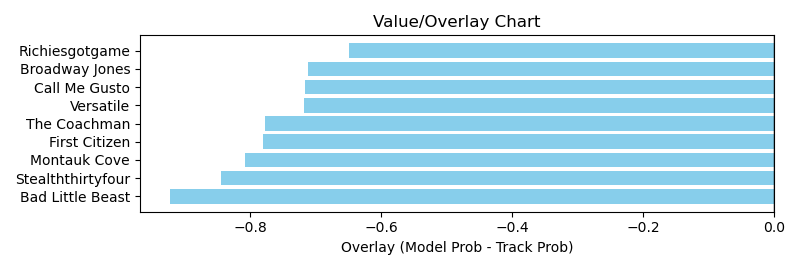 Value/Overlay Chart
Richiesgotgame
Broadway Jones
Call Me Gusto
Versatile
The Coachman
First Citizen
Montauk Cove
Stealththirtyfour
Bad Little Beast
−0.8 −0.6 −0.4 −0.2 0.0
Overlay (Model Prob - Track Prob)